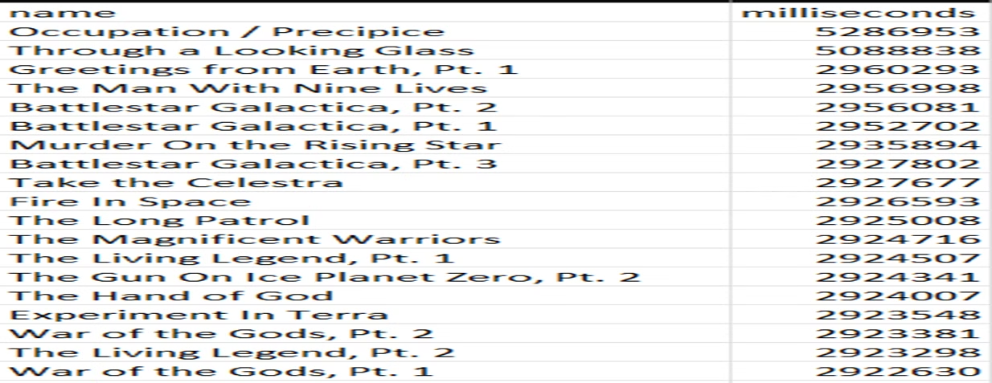 name milliseconds
Occupation / Precipice 5286953
Through a Looking Glass 5088838
Greetings from Earth, Pt. 1 2960293
The Man With Nine Lives 2956998
Battlestar Galactica, Pt. 2 2956081
Battlestar Galactica, Pt. 1 2952702
Murder On the Rising Star 2935894
Battlestar Galactica, Pt. 3 2927802
Take the Celestra 2927677
Fire In Space 2926593
The Long Patrol 2925008
The Magnificent Warriors 2924716
The Living Legend, Pt. 1 2924507
The Gun On Ice Planet Zero, Pt. 2 2924341
The Hand of God 2924007
Experiment In Terra 2923548
War of the Gods, Pt. 2 2923381
The Living Legend, Pt. 2 2923298
War of the Gods, Pt. 1 2922630